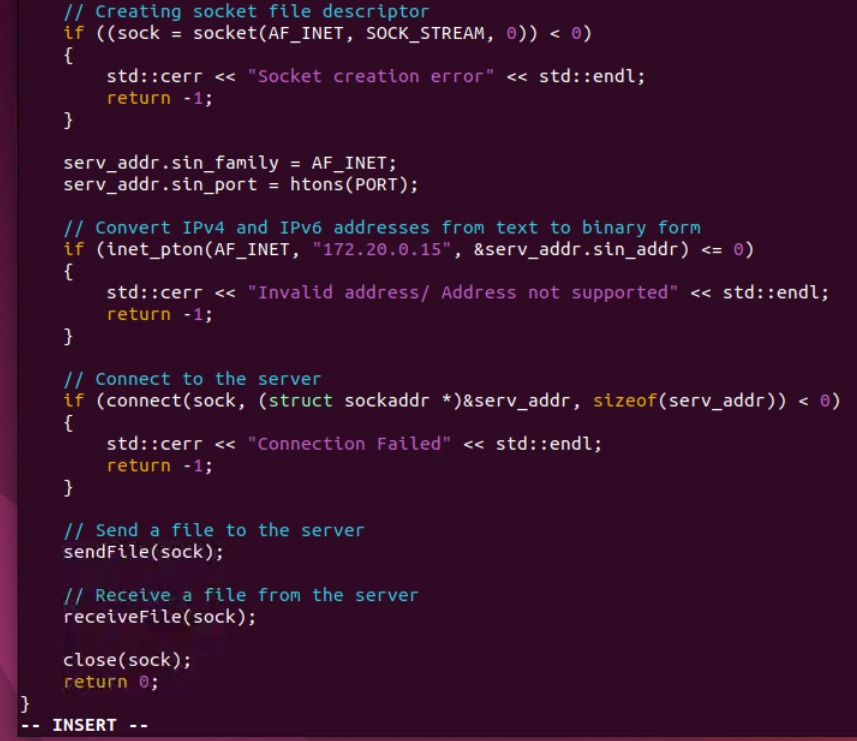 // Creating socket file descriptor
if ((sock = socket(AF_INET, SOCK_STREAM, 0)) < 0)
{
std::cerr << "Socket creation error" << std::endl;
return -1;
}
serv_addr.sin_family = AF_INET;
serv_addr.sin_port = htons(PORT);
// Convert IPv4 and IPv6 addresses from text to binary form
if (inet_pton(AF_INET, "172.20.0.15", &serv_addr.sin_addr) <= 0)
{
std::cerr << "Invalid address/ Address not supported" << std::endl;
return -1;
}
// Connect to the server
if (connect(sock, (struct sockaddr *)&serv_addr, sizeof(serv_addr)) < 0)
{
std::cerr << "Connection Failed" << std::endl;
return -1;
}
// Send a file to the server
sendFile(sock);
// Receive a file from the server
receiveFile(sock);
close(sock);
return 0;
}
-- INSERT --